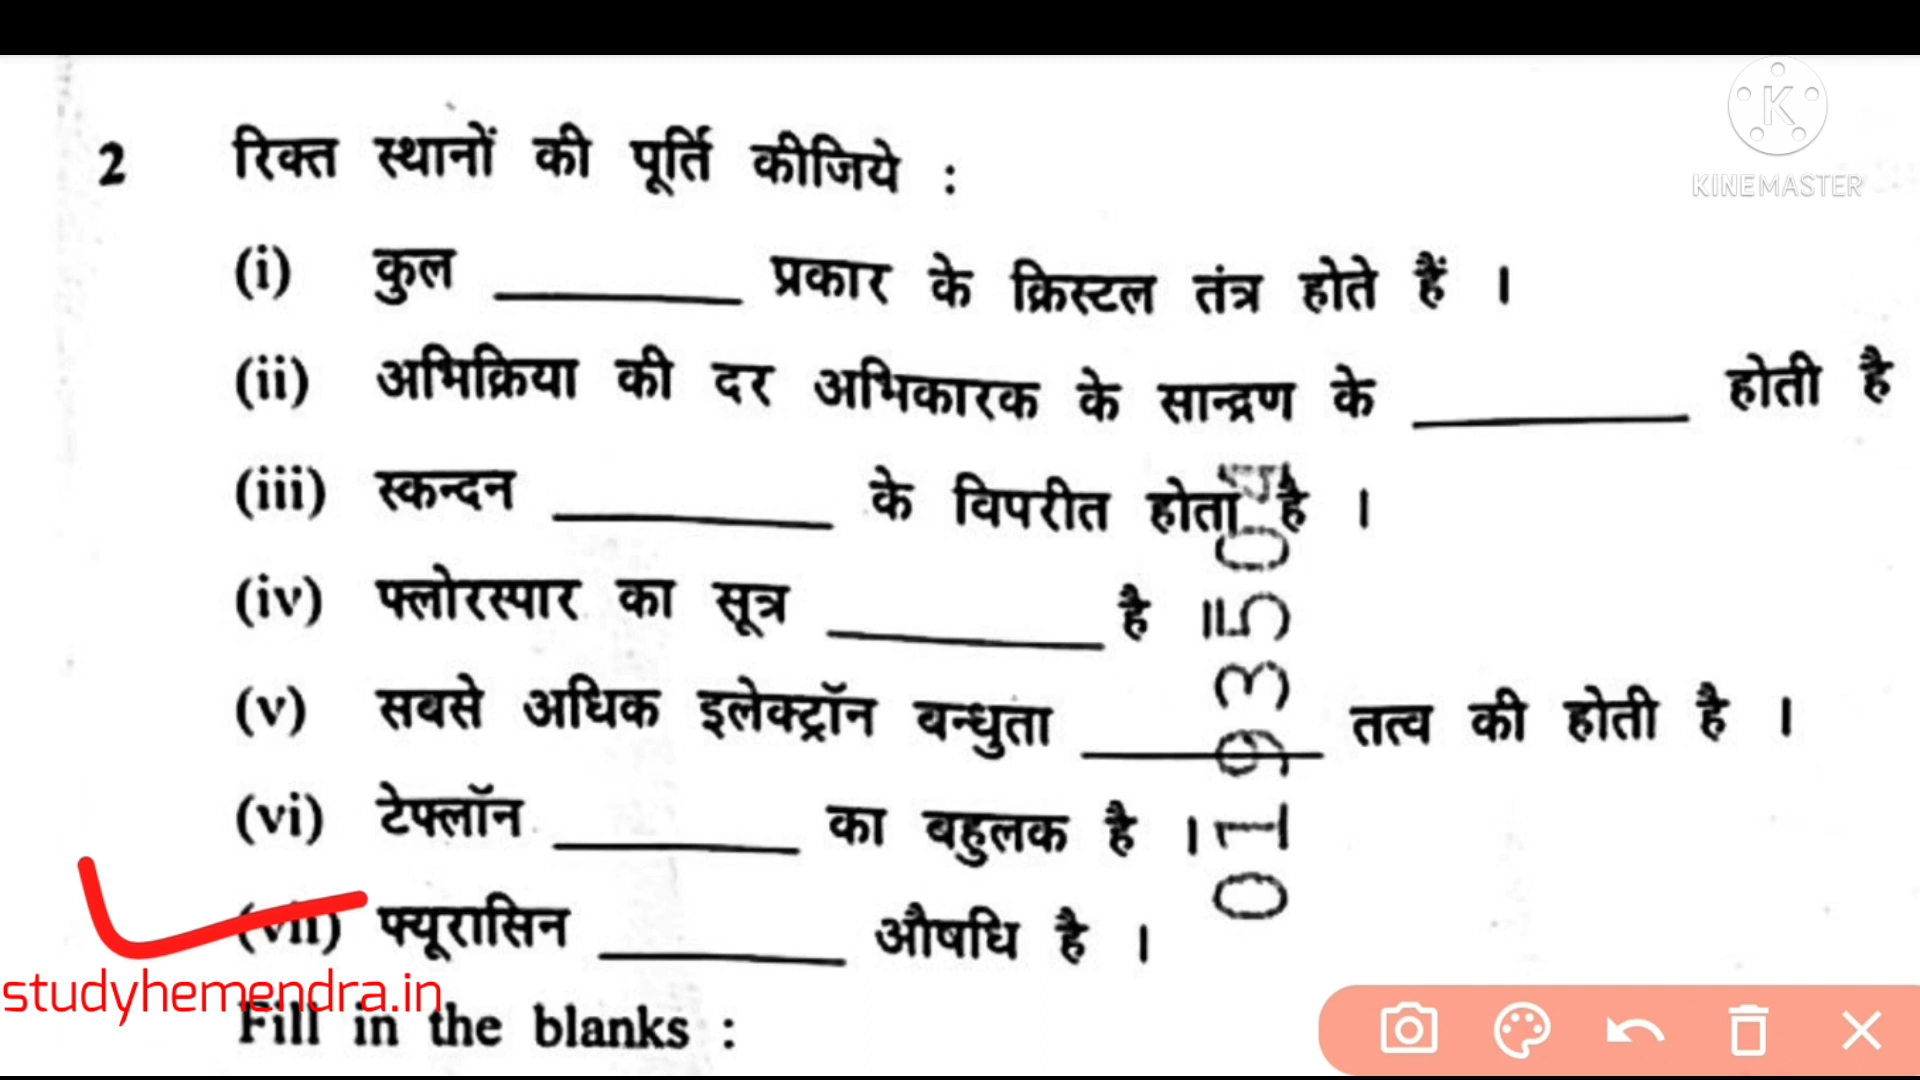 KINEMASTER
2 रिक्त स्थानों की पूर्ति कीजिये :
(i) कुल ________ प्रकार के क्रिस्टल तंत्र होते हैं ।
(ii) अभिक्रिया की दर अभिकारक के सान्द्रण के ________ होती है
(iii) स्कन्दन ________ के विपरीत होता है ।
(iv) फ्लोरस्पार का सूत्र ________ है ॥
(v) सबसे अधिक इलेक्ट्रॉन बन्धुता ________ तत्व की होती है ।
(vi) टेफ्लॉन ________ का बहुलक है ।
(vii) फ्यूरासिन ________ औषधि है ।
studyhemendra.in
Fill in the blanks :